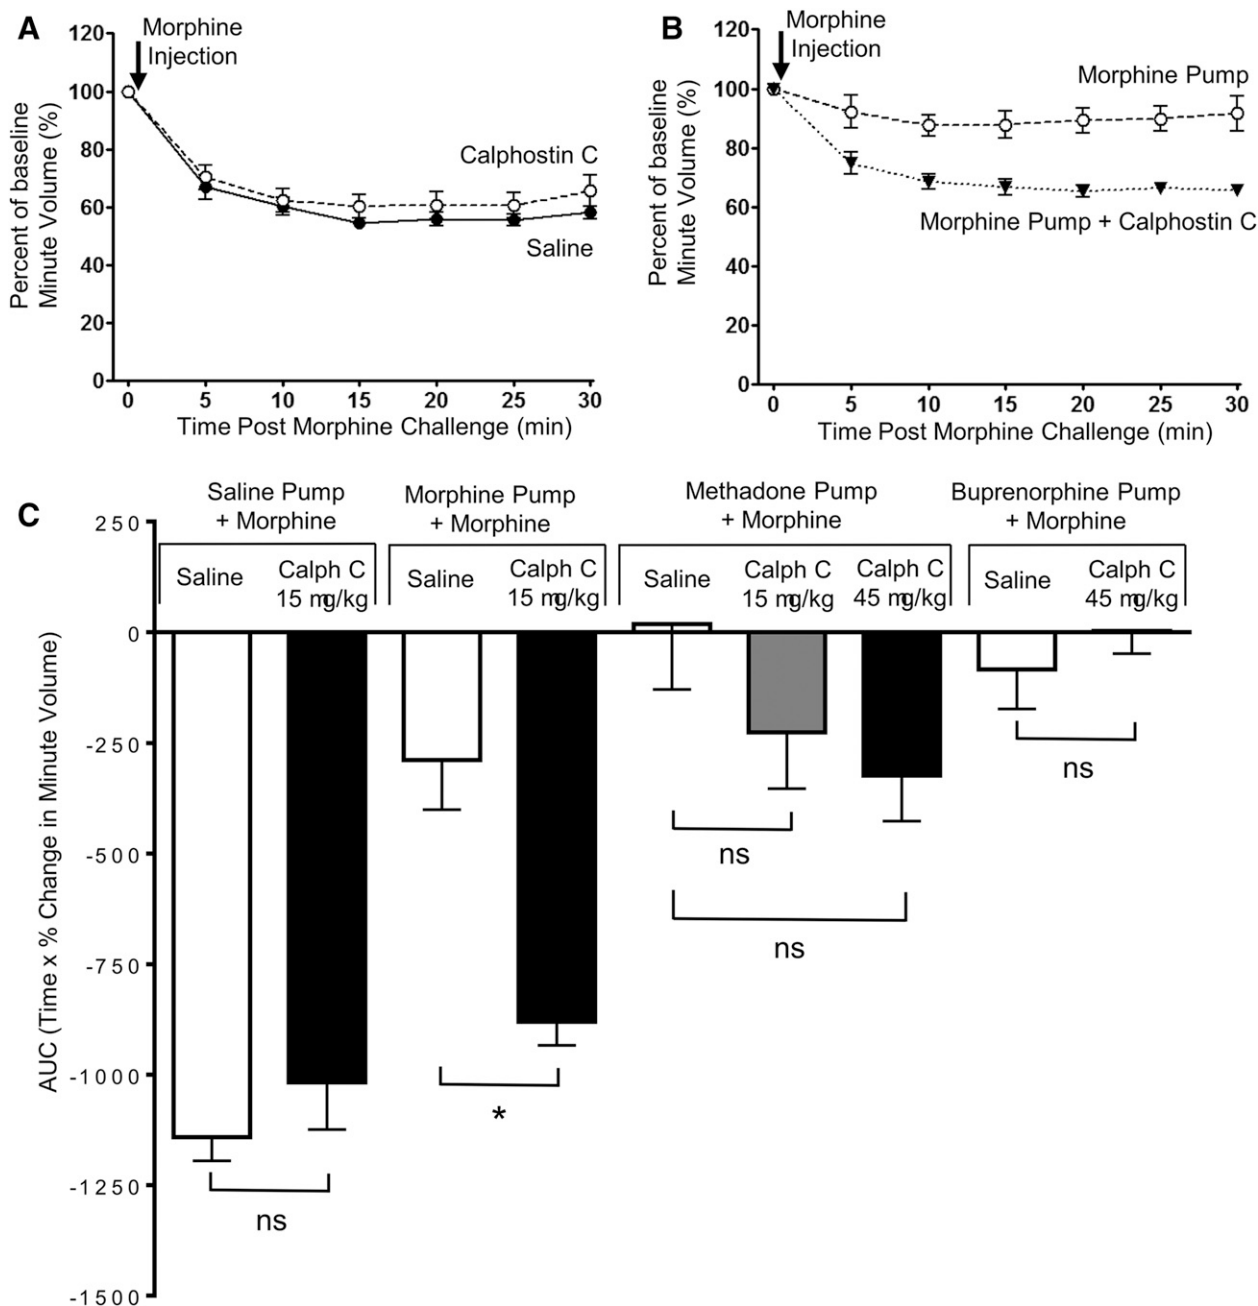 A
Morphine
Injection
120
100
80
60
40
20
0
Percent of baseline
Minute Volume (%)
Calphostin C
Saline
0 5 10 15 20 25 30
Time Post Morphine Challenge (min)
B
Morphine
Injection
120
100
80
60
40
20
0
Percent of baseline
Minute Volume (%)
Morphine Pump
Morphine Pump + Calphostin C
0 5 10 15 20 25 30
Time Post Morphine Challenge (min)
C
Saline Pump
+ Morphine
Morphine Pump
+ Morphine
Methadone Pump
+ Morphine
Buprenorphine Pump
+ Morphine
Saline
Calph C
15 mg/kg
Saline
Calph C
15 mg/kg
Saline
Calph C
15 mg/kg
Calph C
45 mg/kg
Saline
Calph C
45 mg/kg
250
0
-250
-500
-750
-1000
-1250
-1500
AUC (Time x % Change in Minute Volume)
ns
*
ns
ns
ns